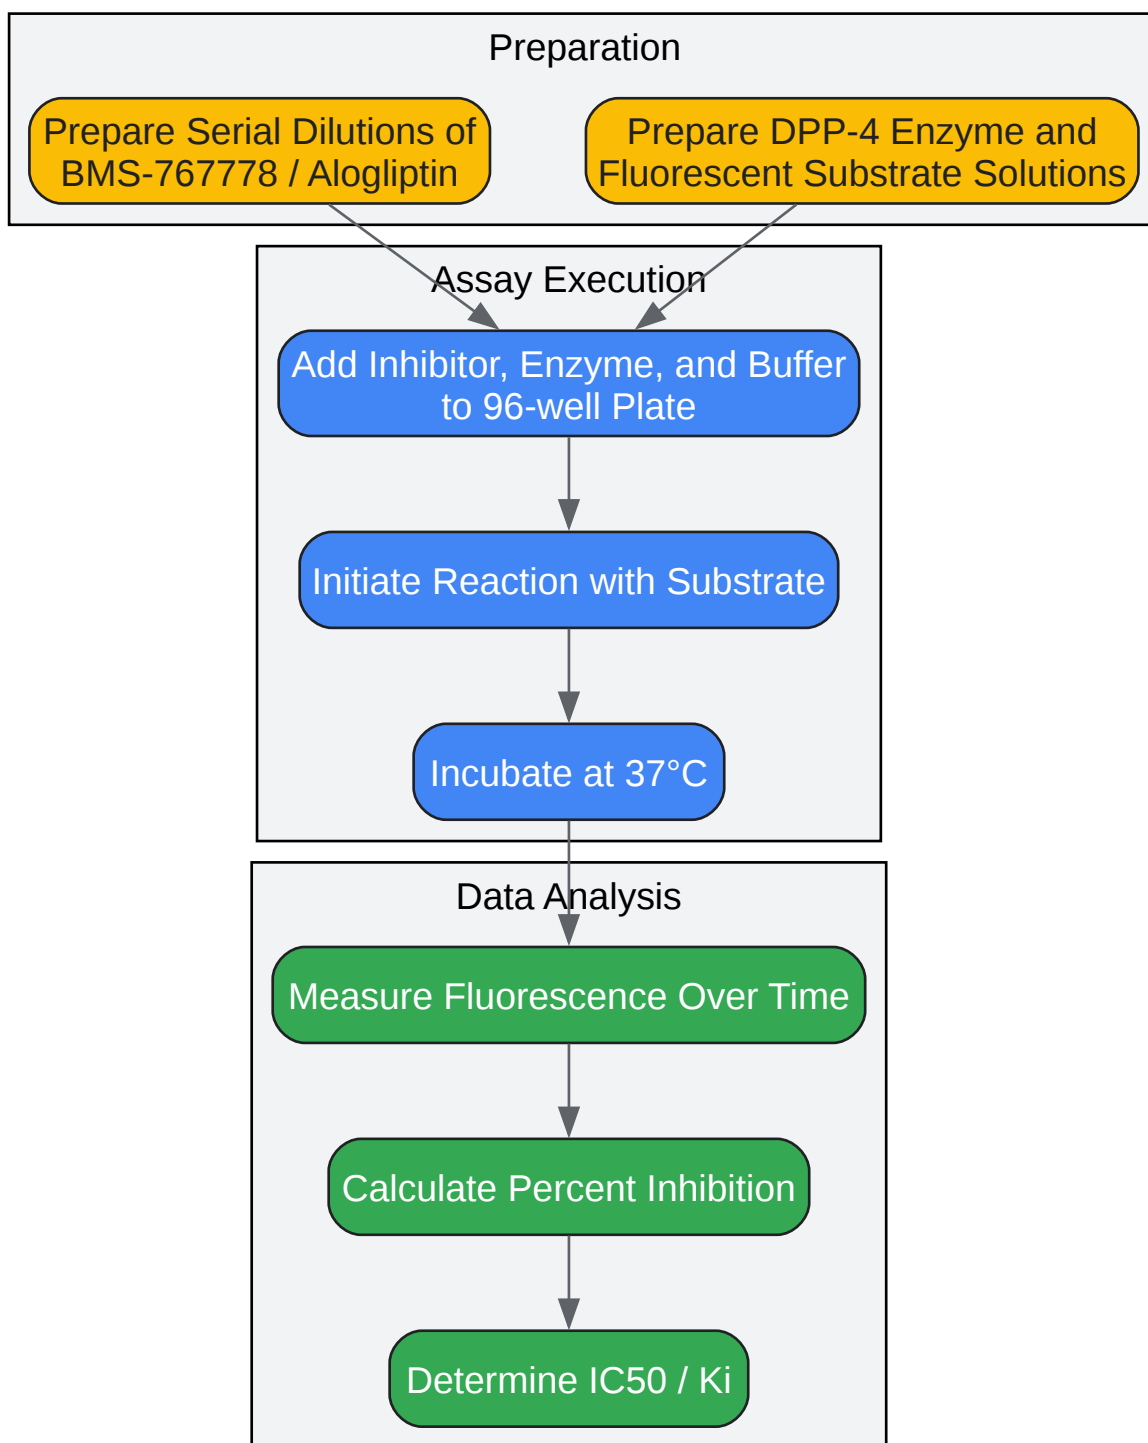 Preparation
Prepare Serial Dilutions of
BMS-767778 / Alogliptin
Prepare DPP-4 Enzyme and
Fluorescent Substrate Solutions
Assay Execution
Add Inhibitor, Enzyme, and Buffer
to 96-well Plate
Initiate Reaction with Substrate
Incubate at 37°C
Data Analysis
Measure Fluorescence Over Time
Calculate Percent Inhibition
Determine IC50 / Ki